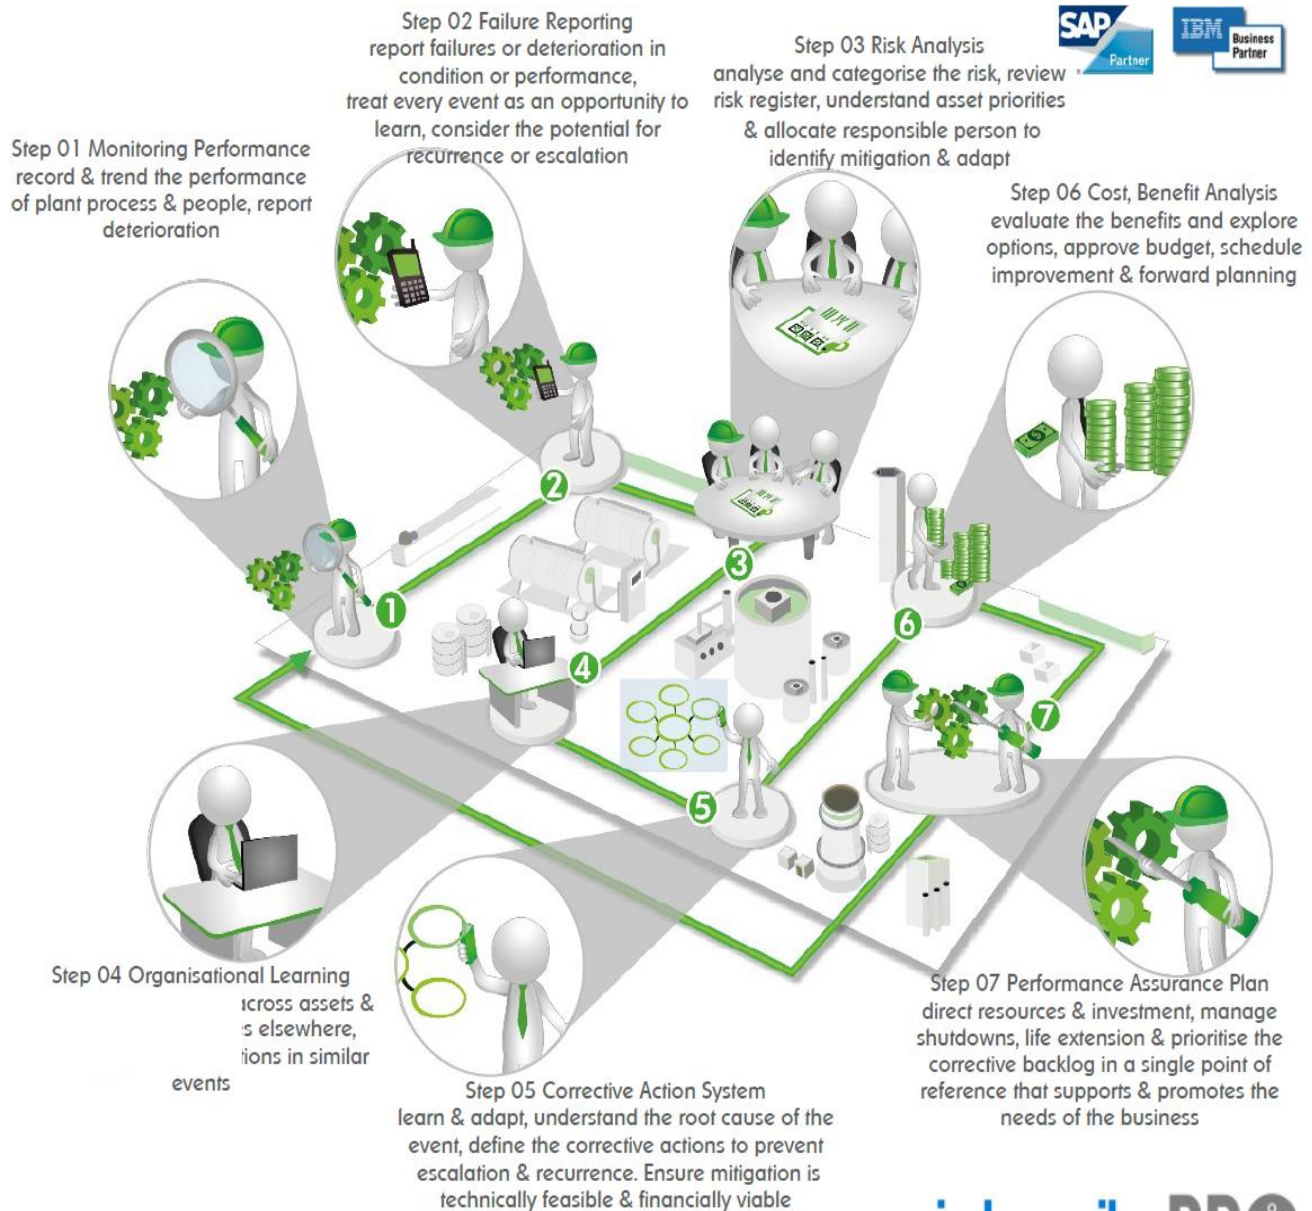 Step 02 Failure Reporting
report failures or deterioration in
condition or performance,
treat every event as an opportunity to
learn, consider the potential for
recurrence or escalation
Step 03 Risk Analysis
analyse and categorise the risk, review
risk register, understand asset priorities
& allocate responsible person to
identify mitigation & adapt
SAP
Partner
IBM
Business
Partner
Step 01 Monitoring Performance
record & trend the performance
of plant process & people, report
deterioration
Step 06 Cost, Benefit Analysis
evaluate the benefits and explore
options, approve budget, schedule
improvement & forward planning
2
3
1
6
4
7
5
Step 04 Organisational Learning
across assets &
elsewhere,
in similar
events
Step 05 Corrective Action System
learn & adapt, understand the root cause of the
event, define the corrective actions to prevent
escalation & recurrence. Ensure mitigation is
technically feasible & financially viable
Step 07 Performance Assurance Plan
direct resources & investment, manage
shutdowns, life extension & prioritise the
corrective backlog in a single point of
reference that supports & promotes the
needs of the business